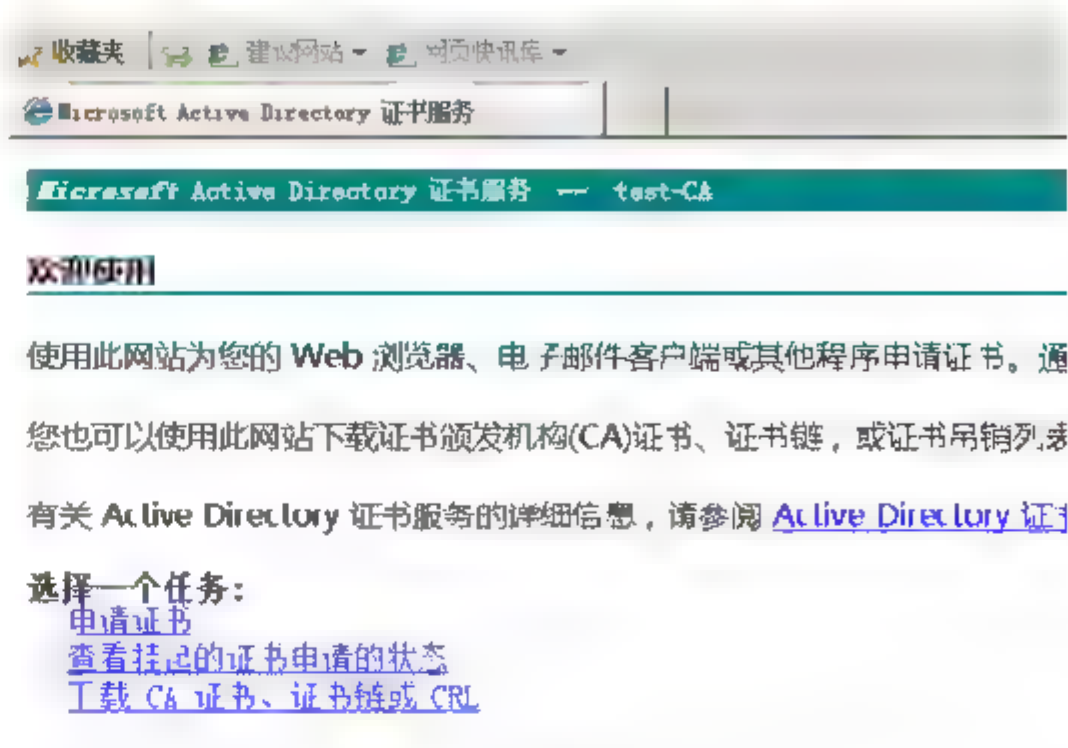 收藏夹 建议网站 网页快讯库
Microsoft Active Directory 证书服务
Microsoft Active Directory 证书服务 -- test-CA
欢迎使用
使用此网站为您的 Web 浏览器、电子邮件客户端或其他程序申请证书。通
您也可以使用此网站下载证书颁发机构(CA)证书、证书链，或证书吊销列表
有关 Active Directory 证书服务的详细信息，请参阅 Active Directory 证书
选择一个任务：
申请证书
查看挂起的证书申请的状态
下载 CA 证书、证书链或 CRL